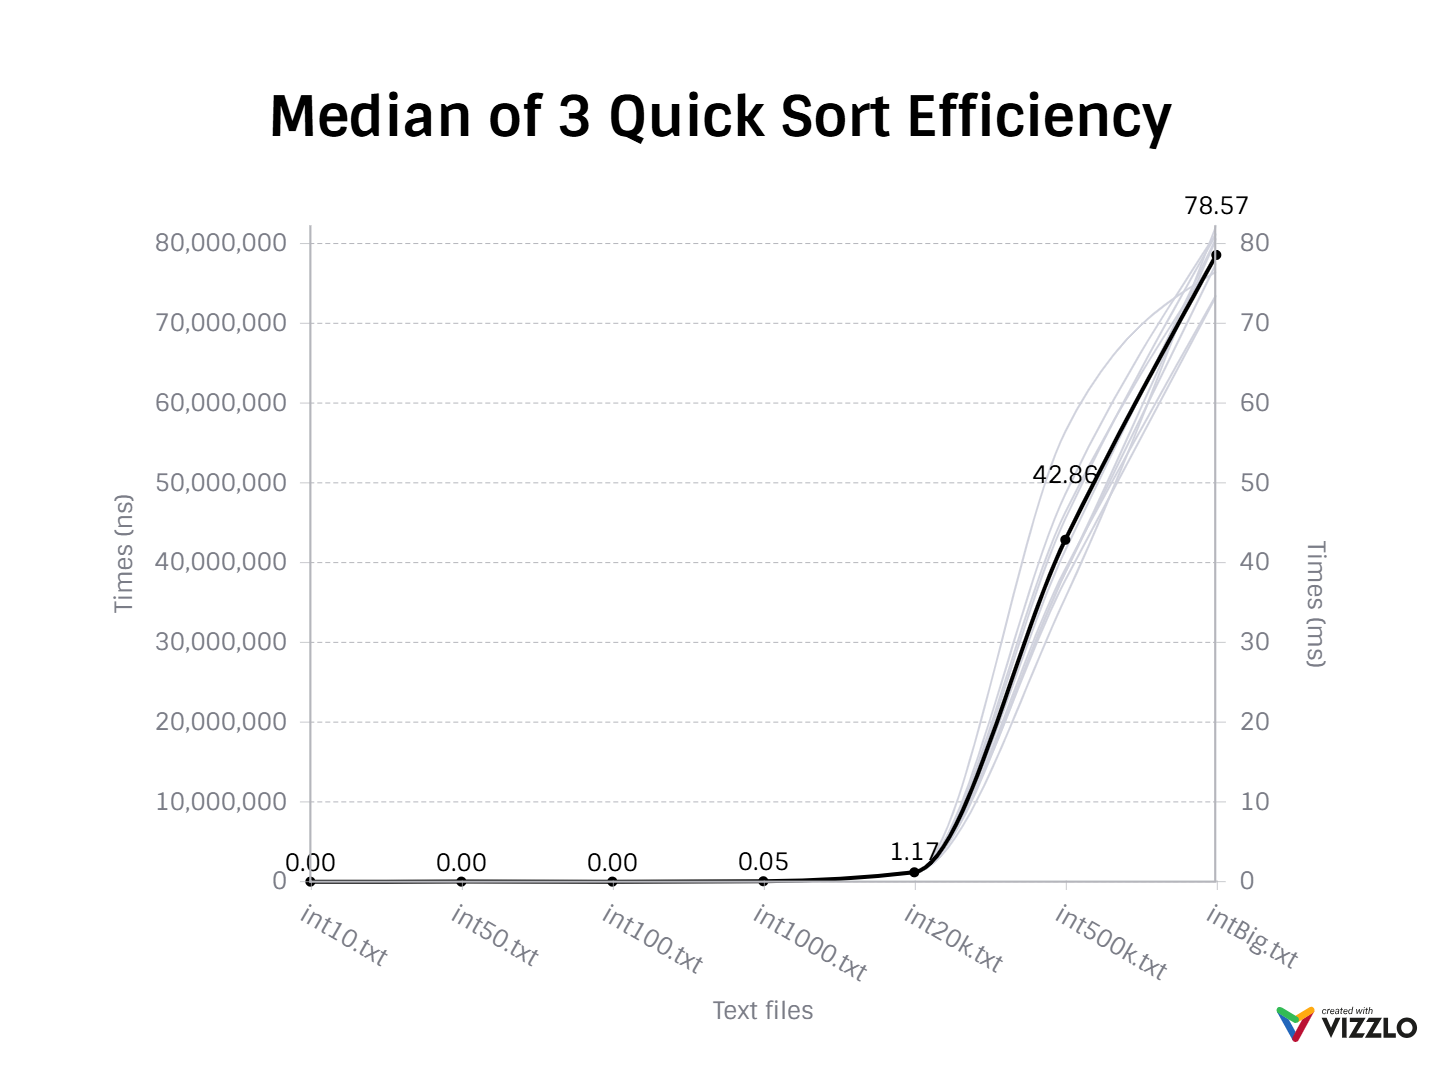 Median of 3 Quick Sort Efficiency
78.57
80,000,000
80
70,000,000
70
60,000,000
60
42.86
50,000,000
50
40,000,000
40
Times (ns)
Times (ms)
30,000,000
30
20,000,000
20
10,000,000
10
0.00 0.00 0.00 0.05 1.17
0
0
int10.txt int50.txt int100.txt int1000.txt int20k.txt int500k.txt intBig.txt
Text files
created with
VIZZLO